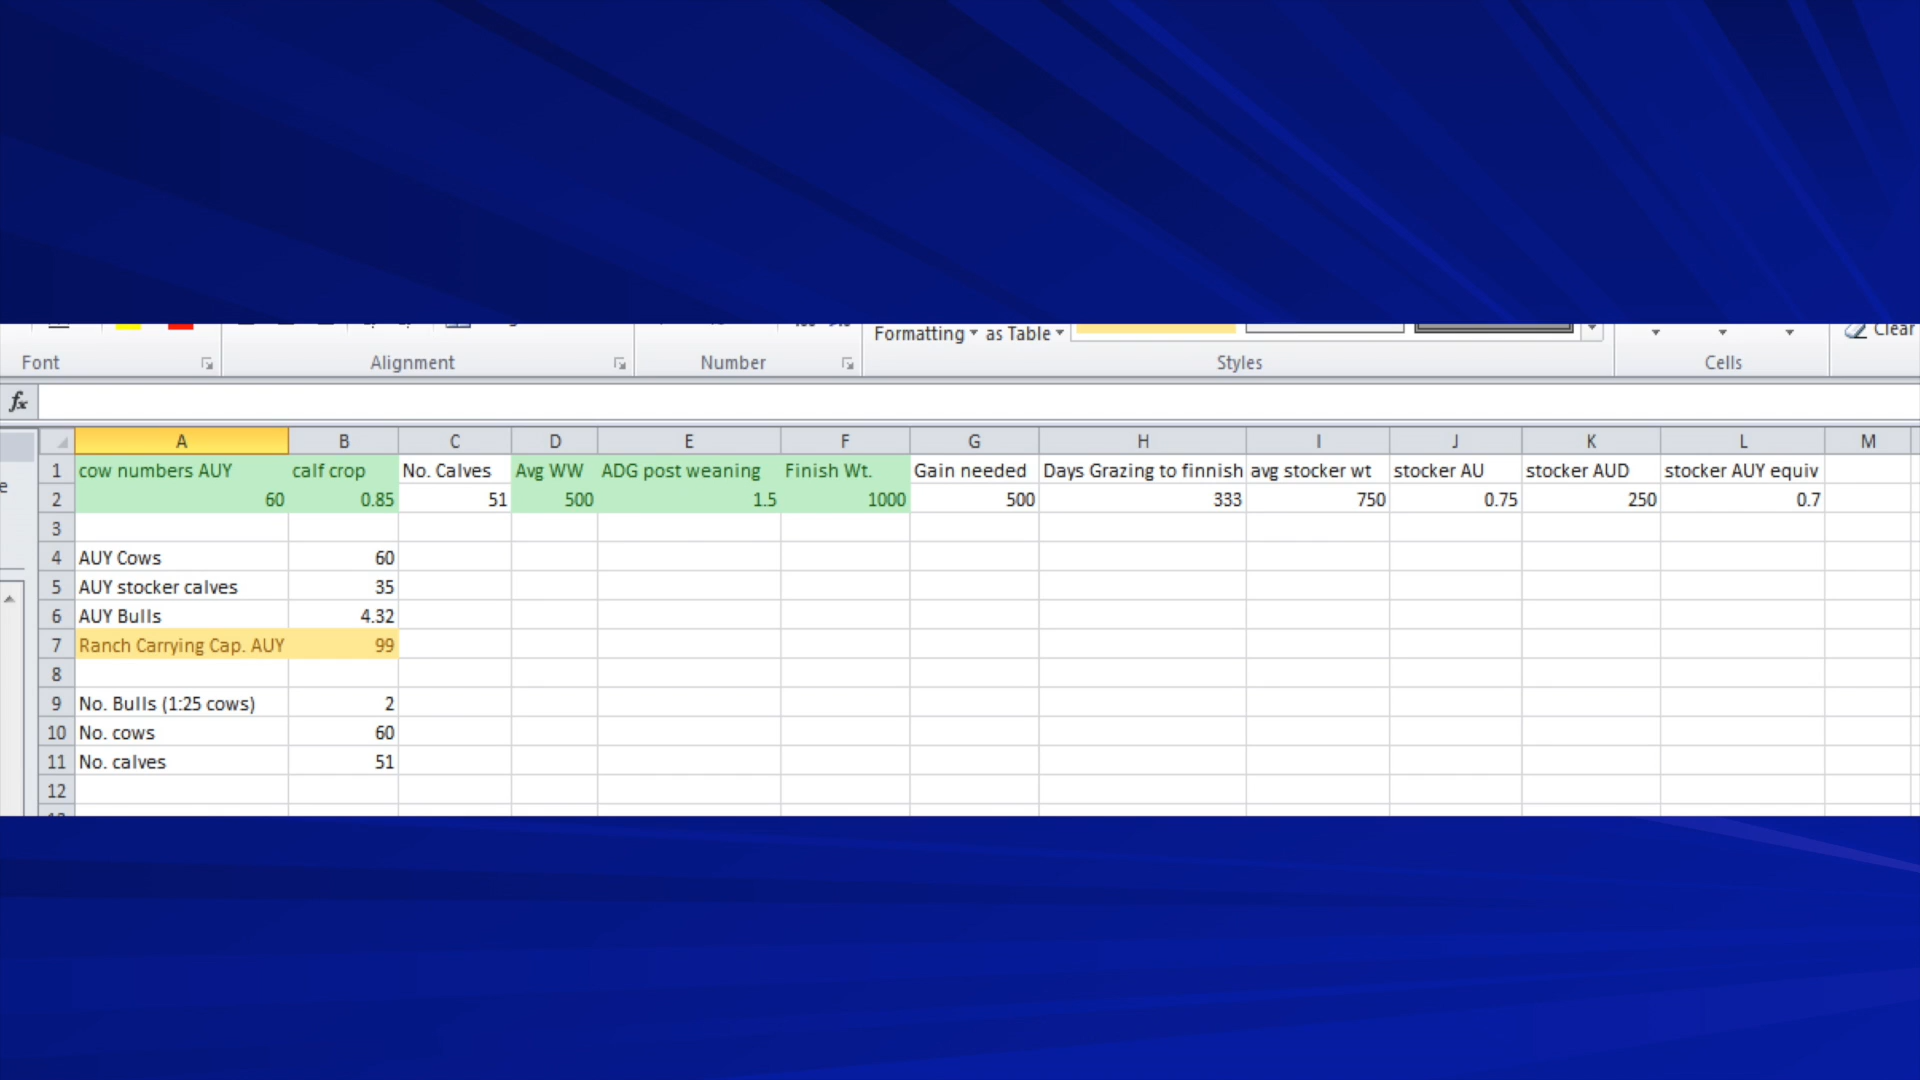 Formatting as Table Clear
Font Alignment Number Styles Cells
fx
A B C D E F G H I J K L M
1 cow numbers AUY calf crop No. Calves Avg WW ADG post weaning Finish Wt. Gain needed Days Grazing to finnish avg stocker wt stocker AU stocker AUD stocker AUY equiv
2 60 0.85 51 500 1.5 1000 500 333 750 0.75 250 0.7
3
4 AUY Cows 60
5 AUY stocker calves 35
6 AUY Bulls 4.32
7 Ranch Carrying Cap. AUY 99
8
9 No. Bulls (1:25 cows) 2
10 No. cows 60
11 No. calves 51
12